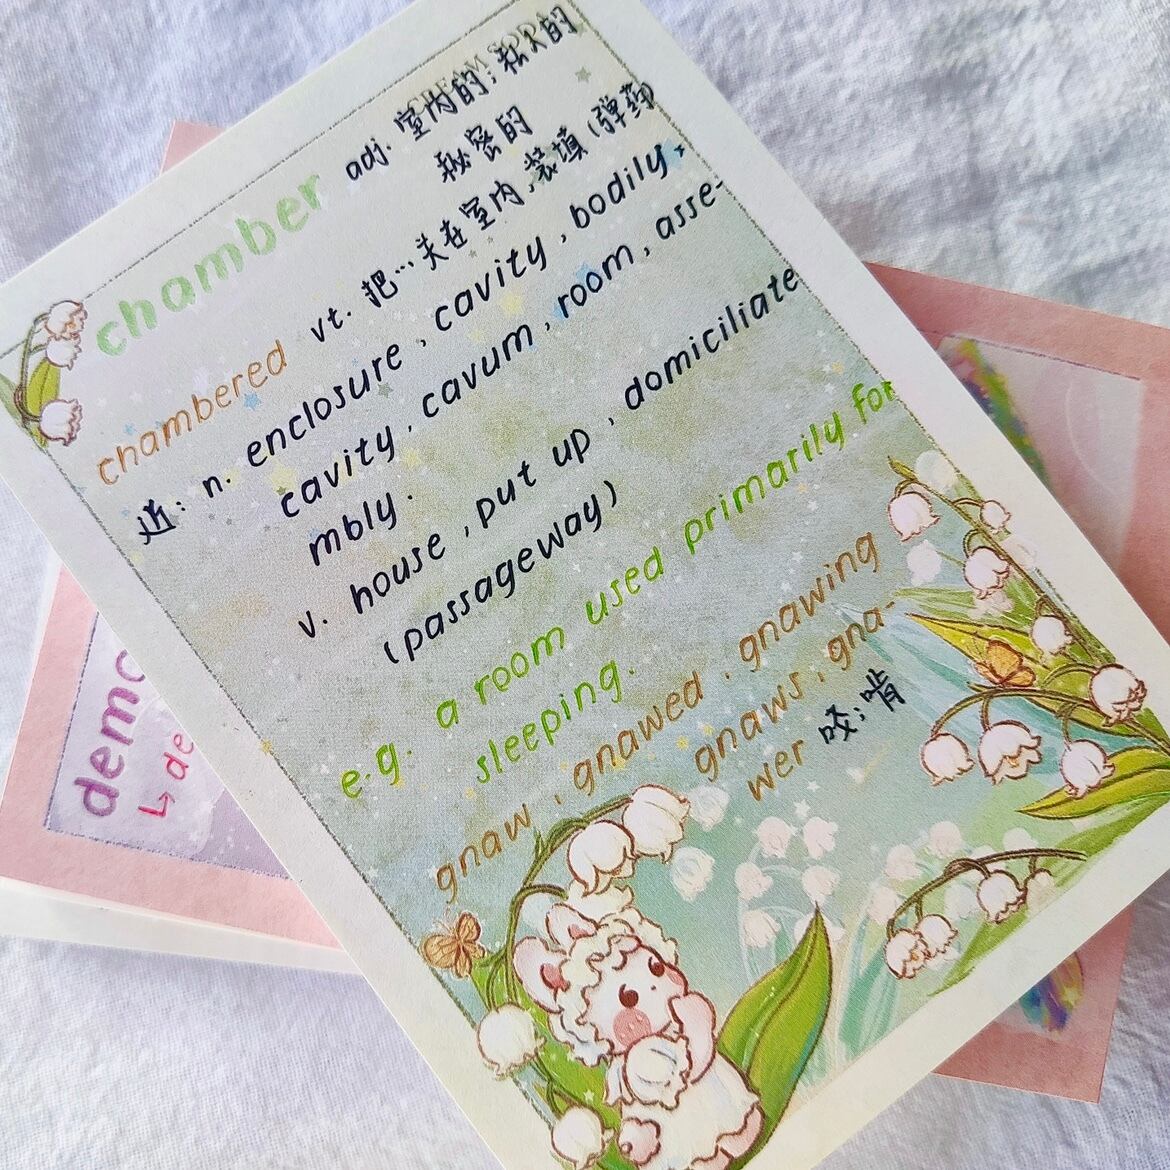 chamber adj. 室内的；私人的
秘密的
chambered vt. 把…关在室内，装填（弹药
近：n. enclosure, cavity, bodily,
cavity, cavum, room, asse-
mbly.
v. house, put up, domiciliate
(passageway)
e.g. a room used primarily for
sleeping.
gnaw, gnawed, gnawing
gnaws, gna-
wer 咬；啃
demo
↳ de